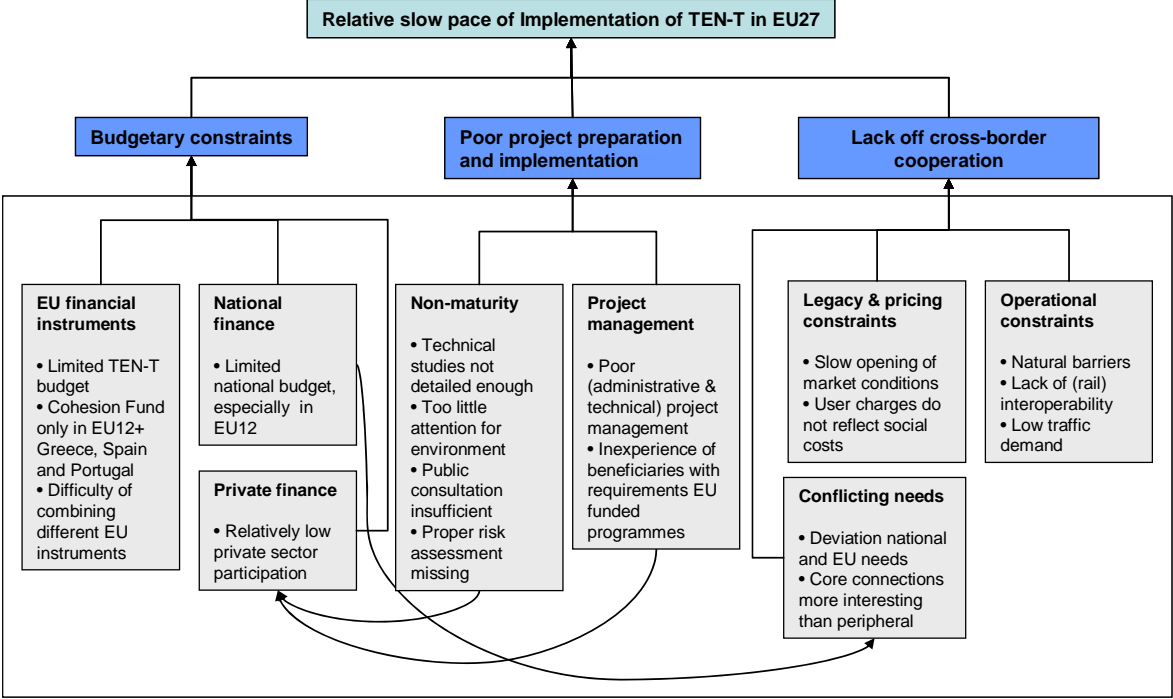 Relative slow pace of Implementation of TEN-T in EU27
Budgetary constraints
Poor project preparation
and implementation
Lack off cross-border
cooperation
EU financial
instruments
• Limited TEN-T
budget
• Cohesion Fund
only in EU12+
Greece, Spain
and Portugal
• Difficulty of
combining
different EU
instruments
National
finance
• Limited
national budget,
especially in
EU12
Private finance
• Relatively low
private sector
participation
Non-maturity
• Technical
studies not
detailed enough
• Too little
attention for
environment
• Public
consultation
insufficient
• Proper risk
assessment
missing
Project
management
• Poor
(administrative &
technical) project
management
• Inexperience of
beneficiaries with
requirements EU
funded
programmes
Legacy & pricing
constraints
• Slow opening of
market conditions
• User charges do
not reflect social
costs
Operational
constraints
• Natural barriers
• Lack of (rail)
interoperability
• Low traffic
demand
Conflicting needs
• Deviation national
and EU needs
• Core connections
more interesting
than peripheral